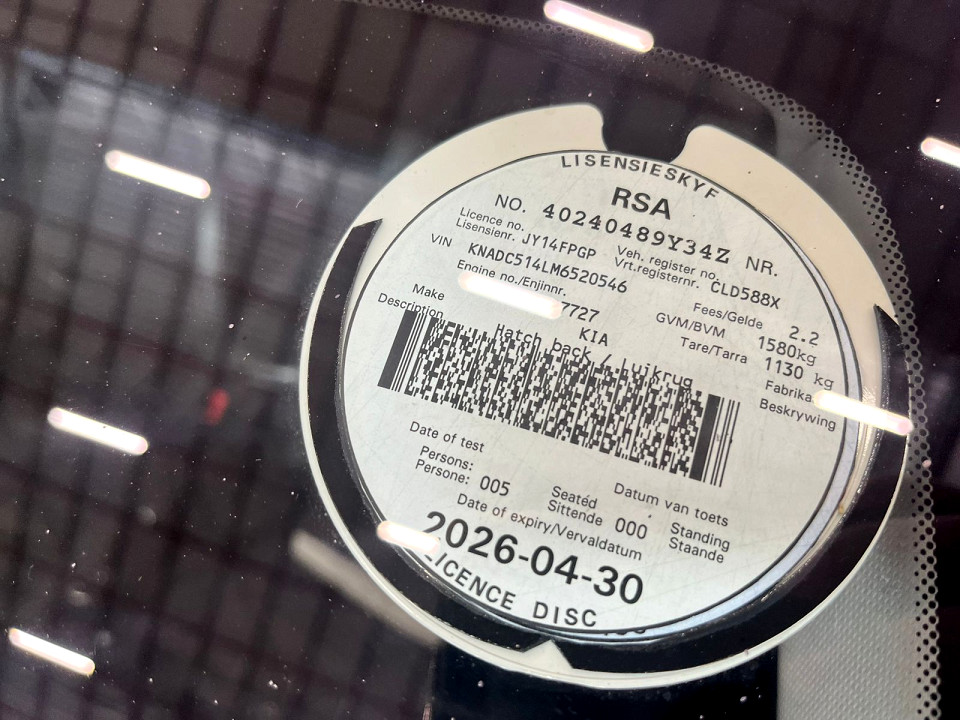 LISENSIESKYF
RSA
NO. 40240489Y34Z NR.
Licence no. Lisensienr. JY14FPGP Veh. register no. Vrt.registernr. CLD588X
VIN KNADC514LM6520546
Engine no./Enjinnr. 7727
Fees/Gelde 2.2
GVM/BVM 1580kg
Tare/Tarra 1130 kg
Make KIA
Description Hatch back / Luikrug Beskrywing
Date of test Datum van toets
Persons: Persone: 005 Seated Sittende 000 Standing Staande
Date of expiry/Vervaldatum
2026-04-30
LICENCE DISC